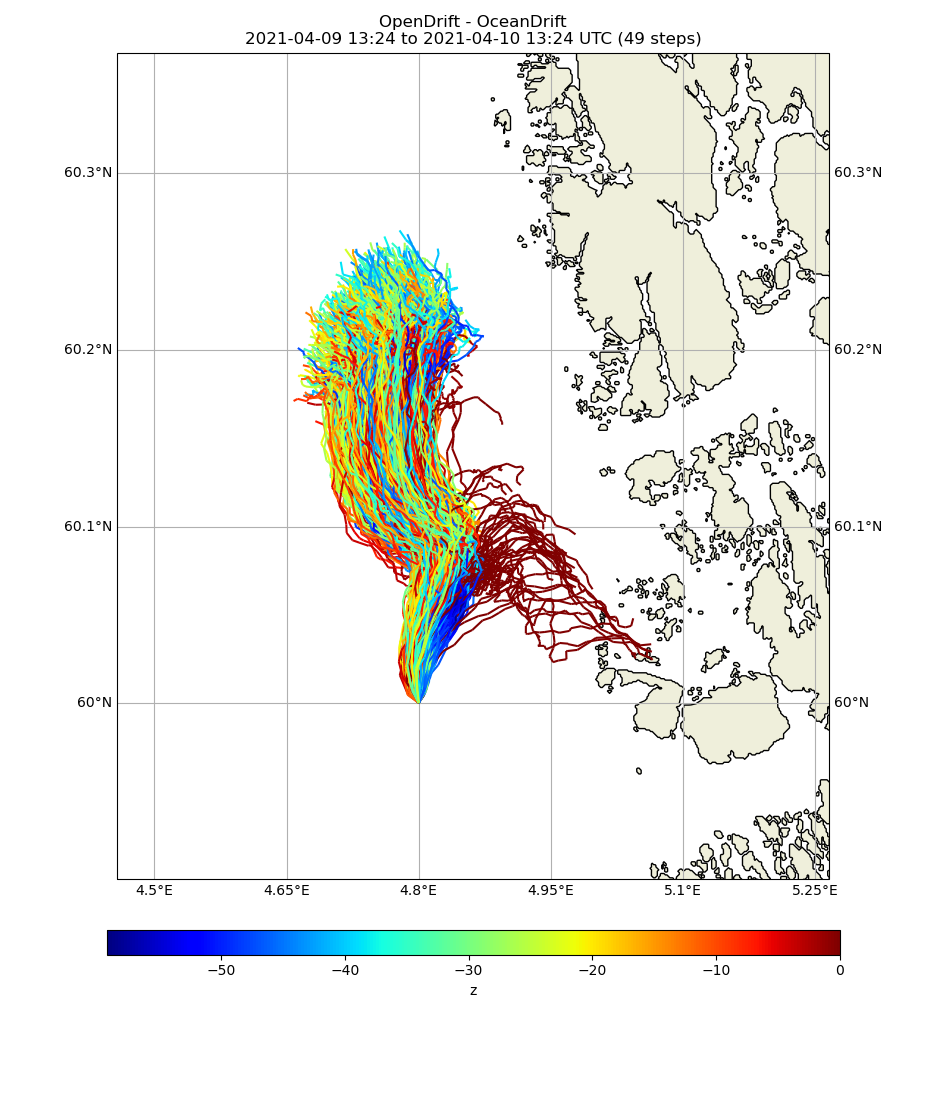 OpenDrift - OceanDrift
2021-04-09 13:24 to 2021-04-10 13:24 UTC (49 steps)
60.3°N 60.3°N
60.2°N 60.2°N
60.1°N 60.1°N
60°N 60°N
4.5°E 4.65°E 4.8°E 4.95°E 5.1°E 5.25°E
−50 −40 −30 −20 −10 0
z